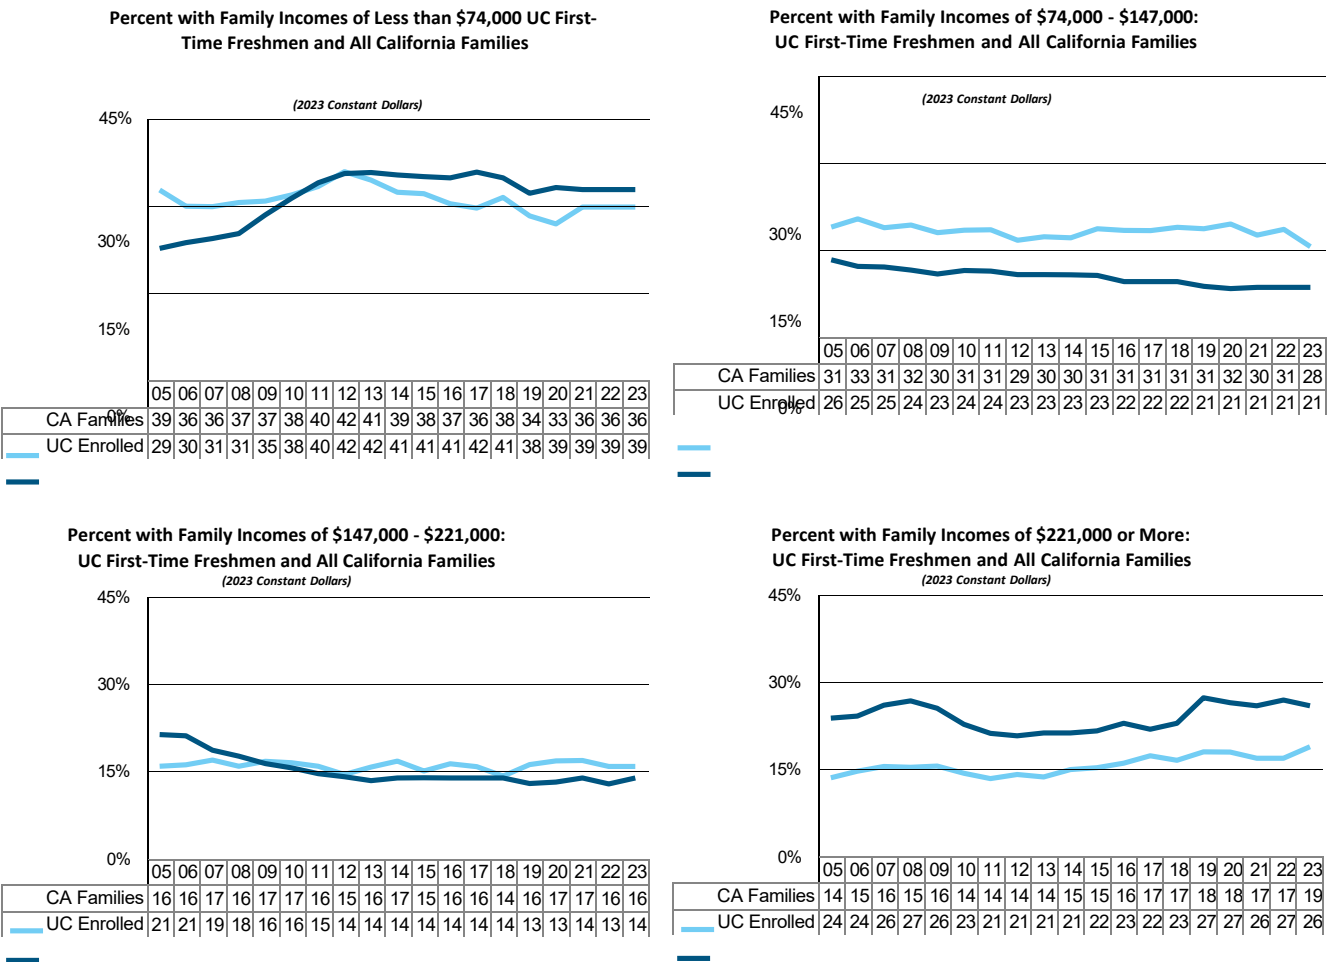 Percent with Family Incomes of Less than $74,000 UC First-
Time Freshmen and All California Families
(2023 Constant Dollars)
45%
30%
15%
0%
05 06 07 08 09 10 11 12 13 14 15 16 17 18 19 20 21 22 23
CA Families 39 36 36 37 37 38 40 42 41 39 38 37 36 38 34 33 36 36 36
UC Enrolled 29 30 31 31 35 38 40 42 42 41 41 41 42 41 38 39 39 39 39
Percent with Family Incomes of $74,000 - $147,000:
UC First-Time Freshmen and All California Families
(2023 Constant Dollars)
45%
30%
15%
0%
05 06 07 08 09 10 11 12 13 14 15 16 17 18 19 20 21 22 23
CA Families 31 33 31 32 30 31 31 29 30 30 31 31 31 31 31 32 30 31 28
UC Enrolled 26 25 25 24 23 24 24 23 23 23 23 22 22 22 21 21 21 21 21
Percent with Family Incomes of $147,000 - $221,000:
UC First-Time Freshmen and All California Families
(2023 Constant Dollars)
45%
30%
15%
0%
05 06 07 08 09 10 11 12 13 14 15 16 17 18 19 20 21 22 23
CA Families 16 16 17 16 17 17 16 15 16 17 15 16 16 14 16 17 17 16 16
UC Enrolled 21 21 19 18 16 16 15 14 14 14 14 14 14 14 13 13 14 13 14
Percent with Family Incomes of $221,000 or More:
UC First-Time Freshmen and All California Families
(2023 Constant Dollars)
45%
30%
15%
0%
05 06 07 08 09 10 11 12 13 14 15 16 17 18 19 20 21 22 23
CA Families 14 15 16 15 16 14 14 14 14 15 15 16 17 17 18 18 17 17 19
UC Enrolled 24 24 26 27 26 23 21 21 21 21 22 23 22 23 27 27 26 27 26